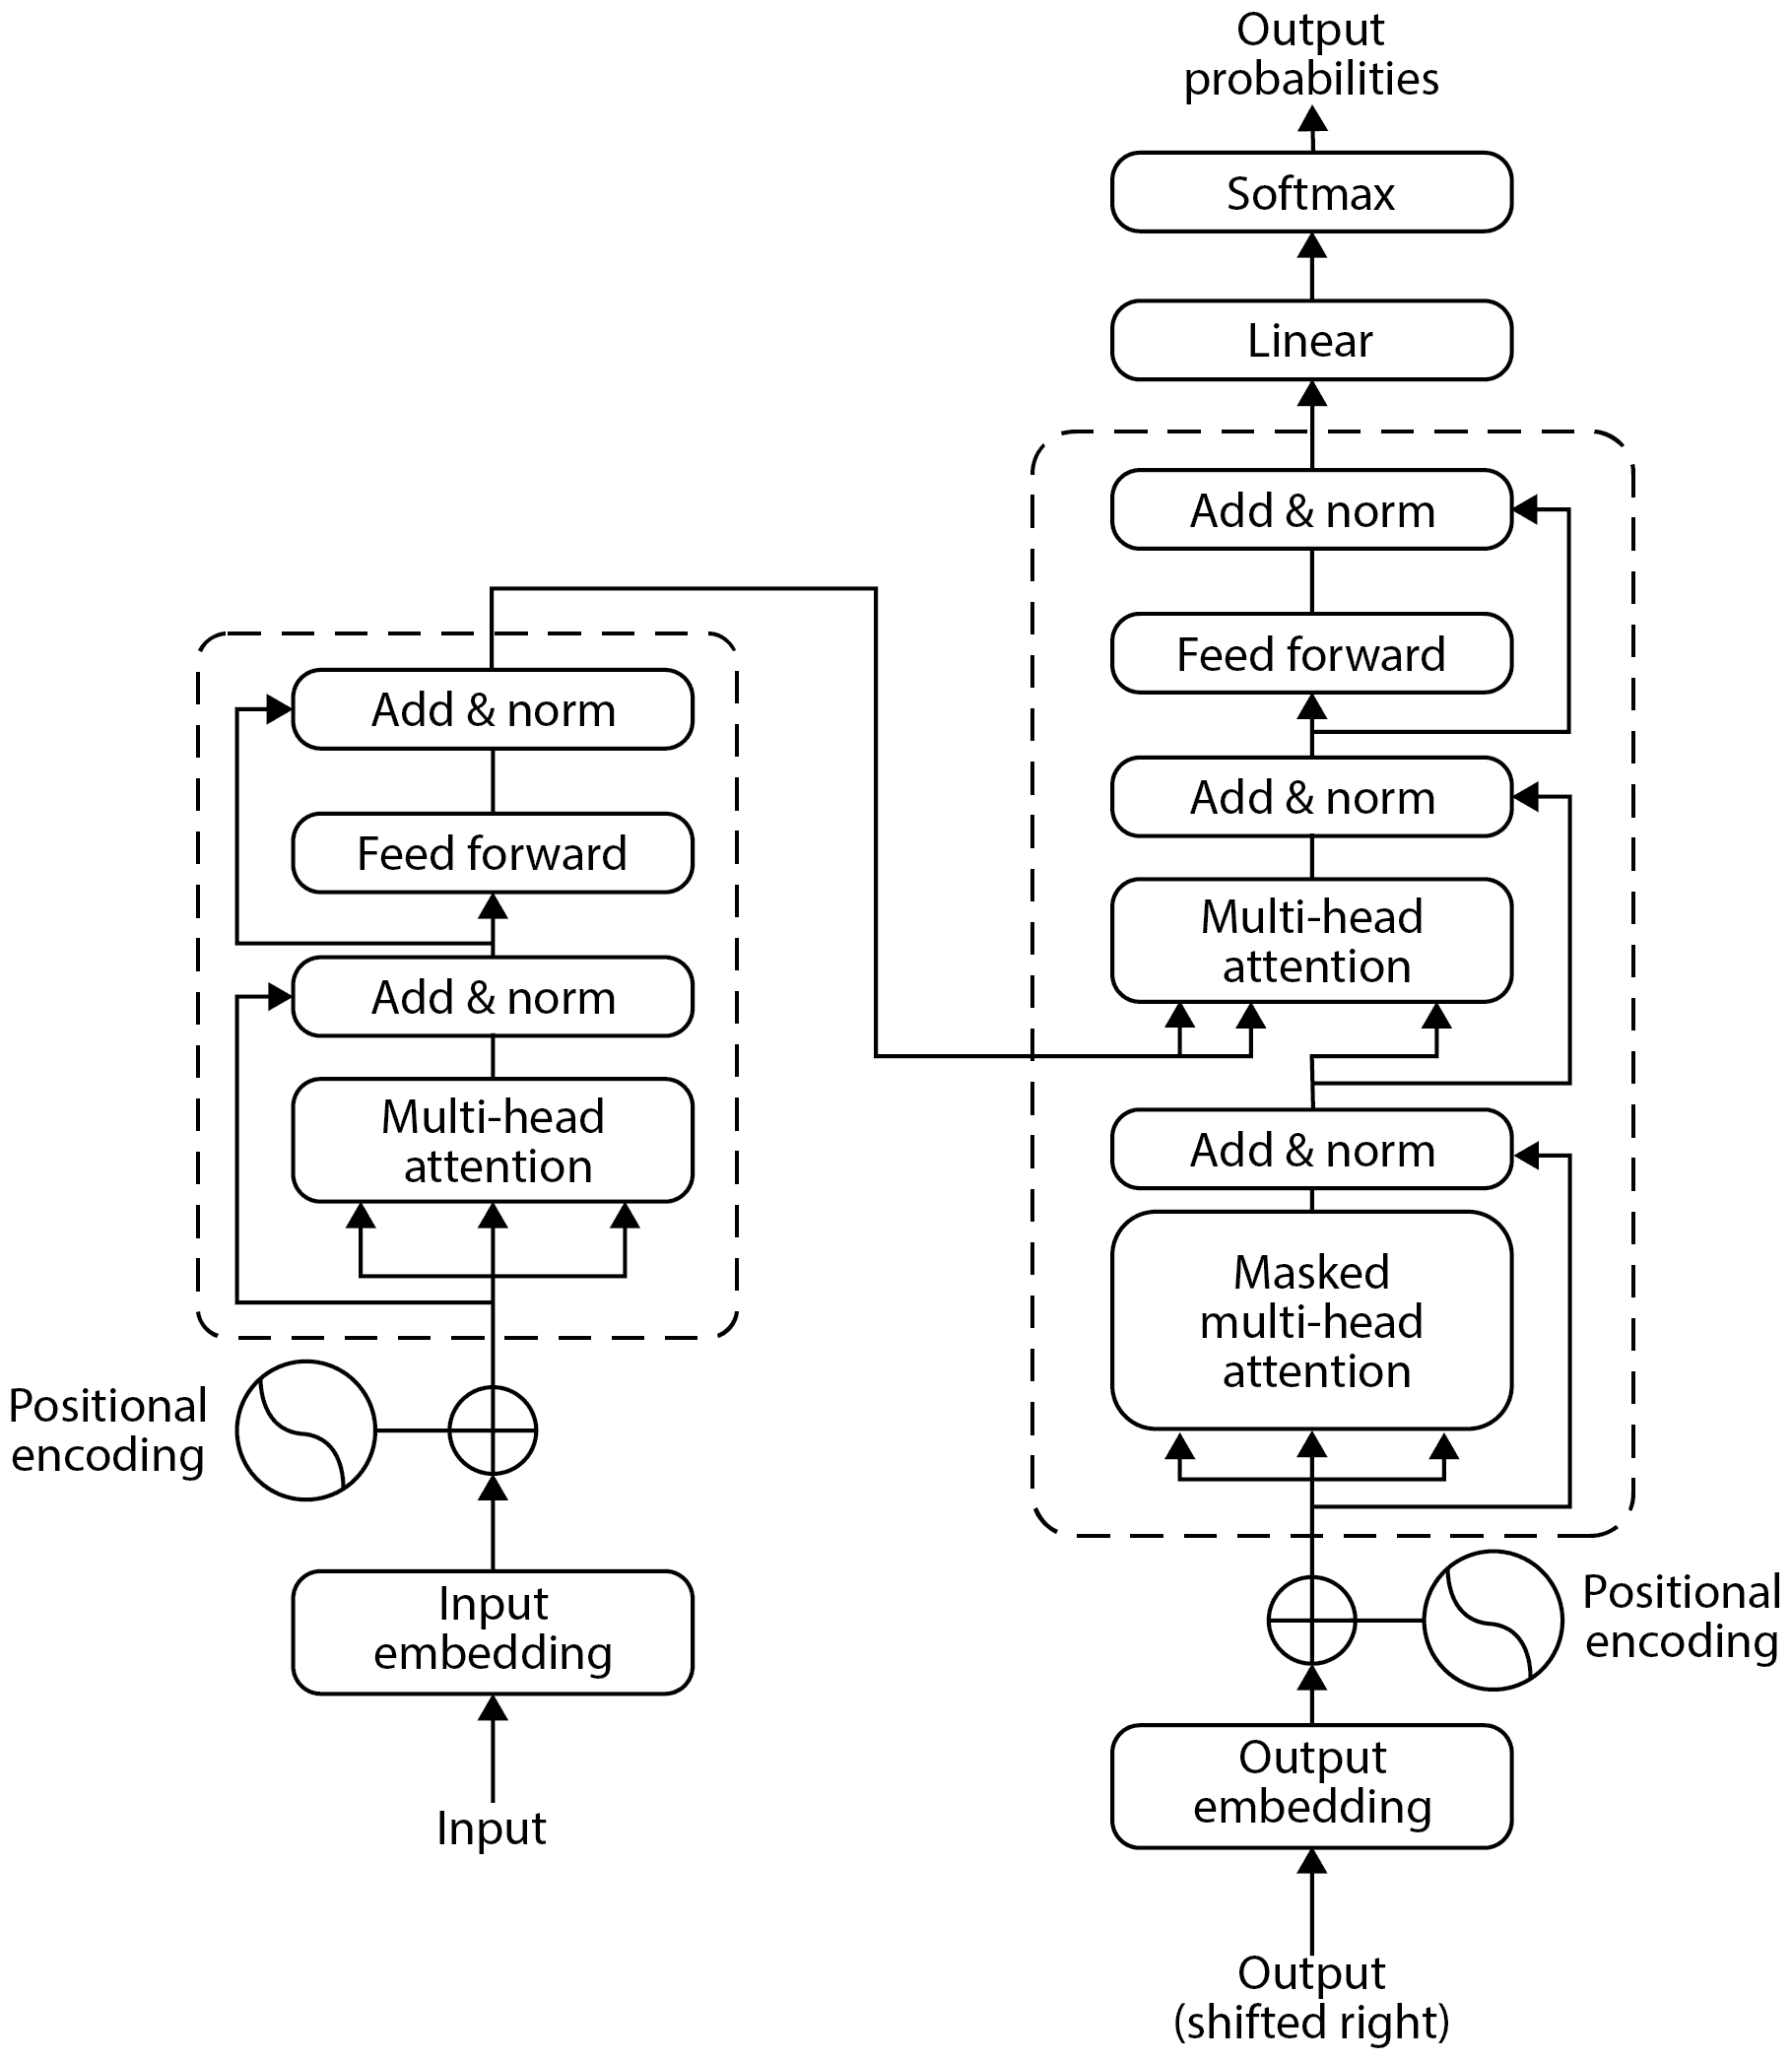 Output
probabilities
Softmax
Linear
Add & norm
Feed forward
Add & norm
Multi-head
attention
Add & norm
Masked
multi-head
attention
Positional
encoding
Output
embedding
Output
(shifted right)
Add & norm
Feed forward
Add & norm
Multi-head
attention
Positional
encoding
Input
embedding
Input